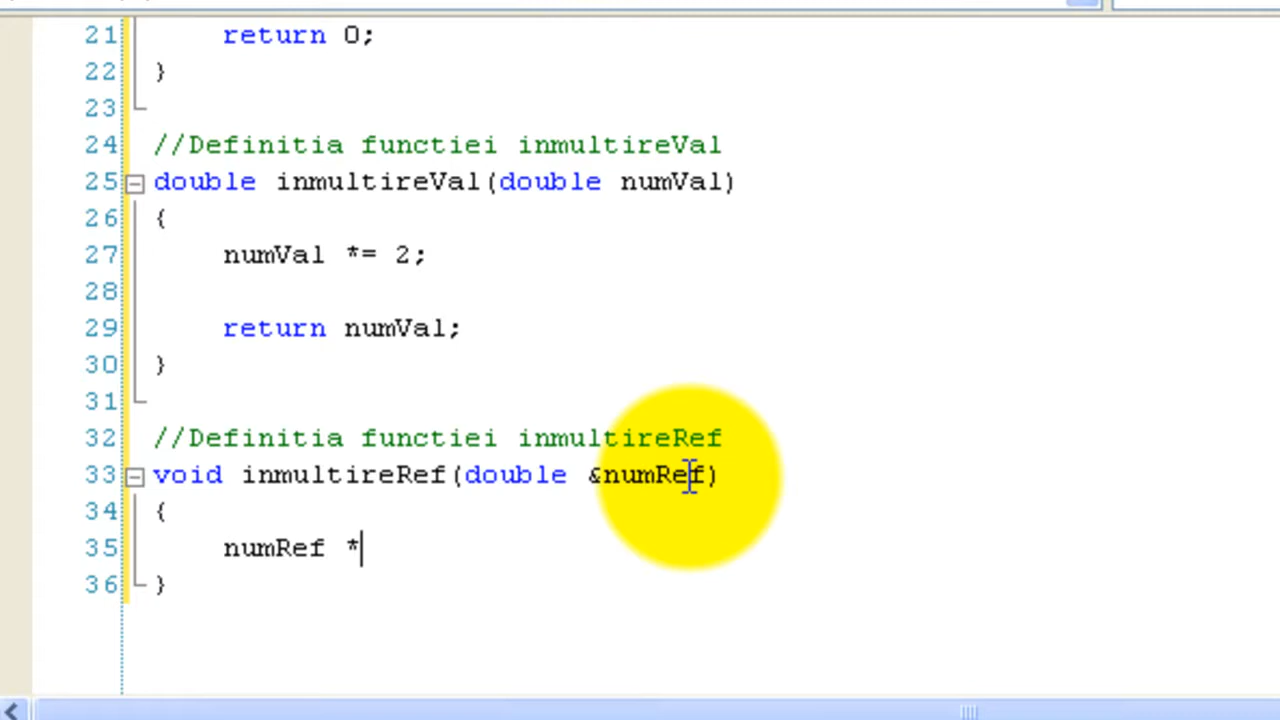 21 return 0;
22 }
23
24 //Definitia functiei inmultireVal
25 double inmultireVal(double numVal)
26 {
27 numVal *= 2;
28
29 return numVal;
30 }
31
32 //Definitia functiei inmultireRef
33 void inmultireRef(double &numRef)
34 {
35 numRef *
36 }